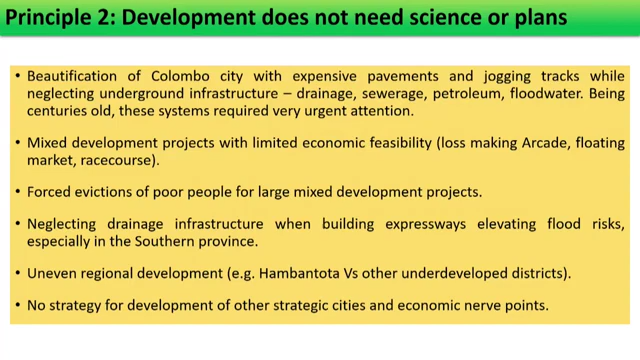 Principle 2: Development does not need science or plans
• Beautification of Colombo city with expensive pavements and jogging tracks while
neglecting underground infrastructure – drainage, sewerage, petroleum, floodwater. Being
centuries old, these systems required very urgent attention.
• Mixed development projects with limited economic feasibility (loss making Arcade, floating
market, racecourse).
• Forced evictions of poor people for large mixed development projects.
• Neglecting drainage infrastructure when building expressways elevating flood risks,
especially in the Southern province.
• Uneven regional development (e.g. Hambantota Vs other underdeveloped districts).
• No strategy for development of other strategic cities and economic nerve points.